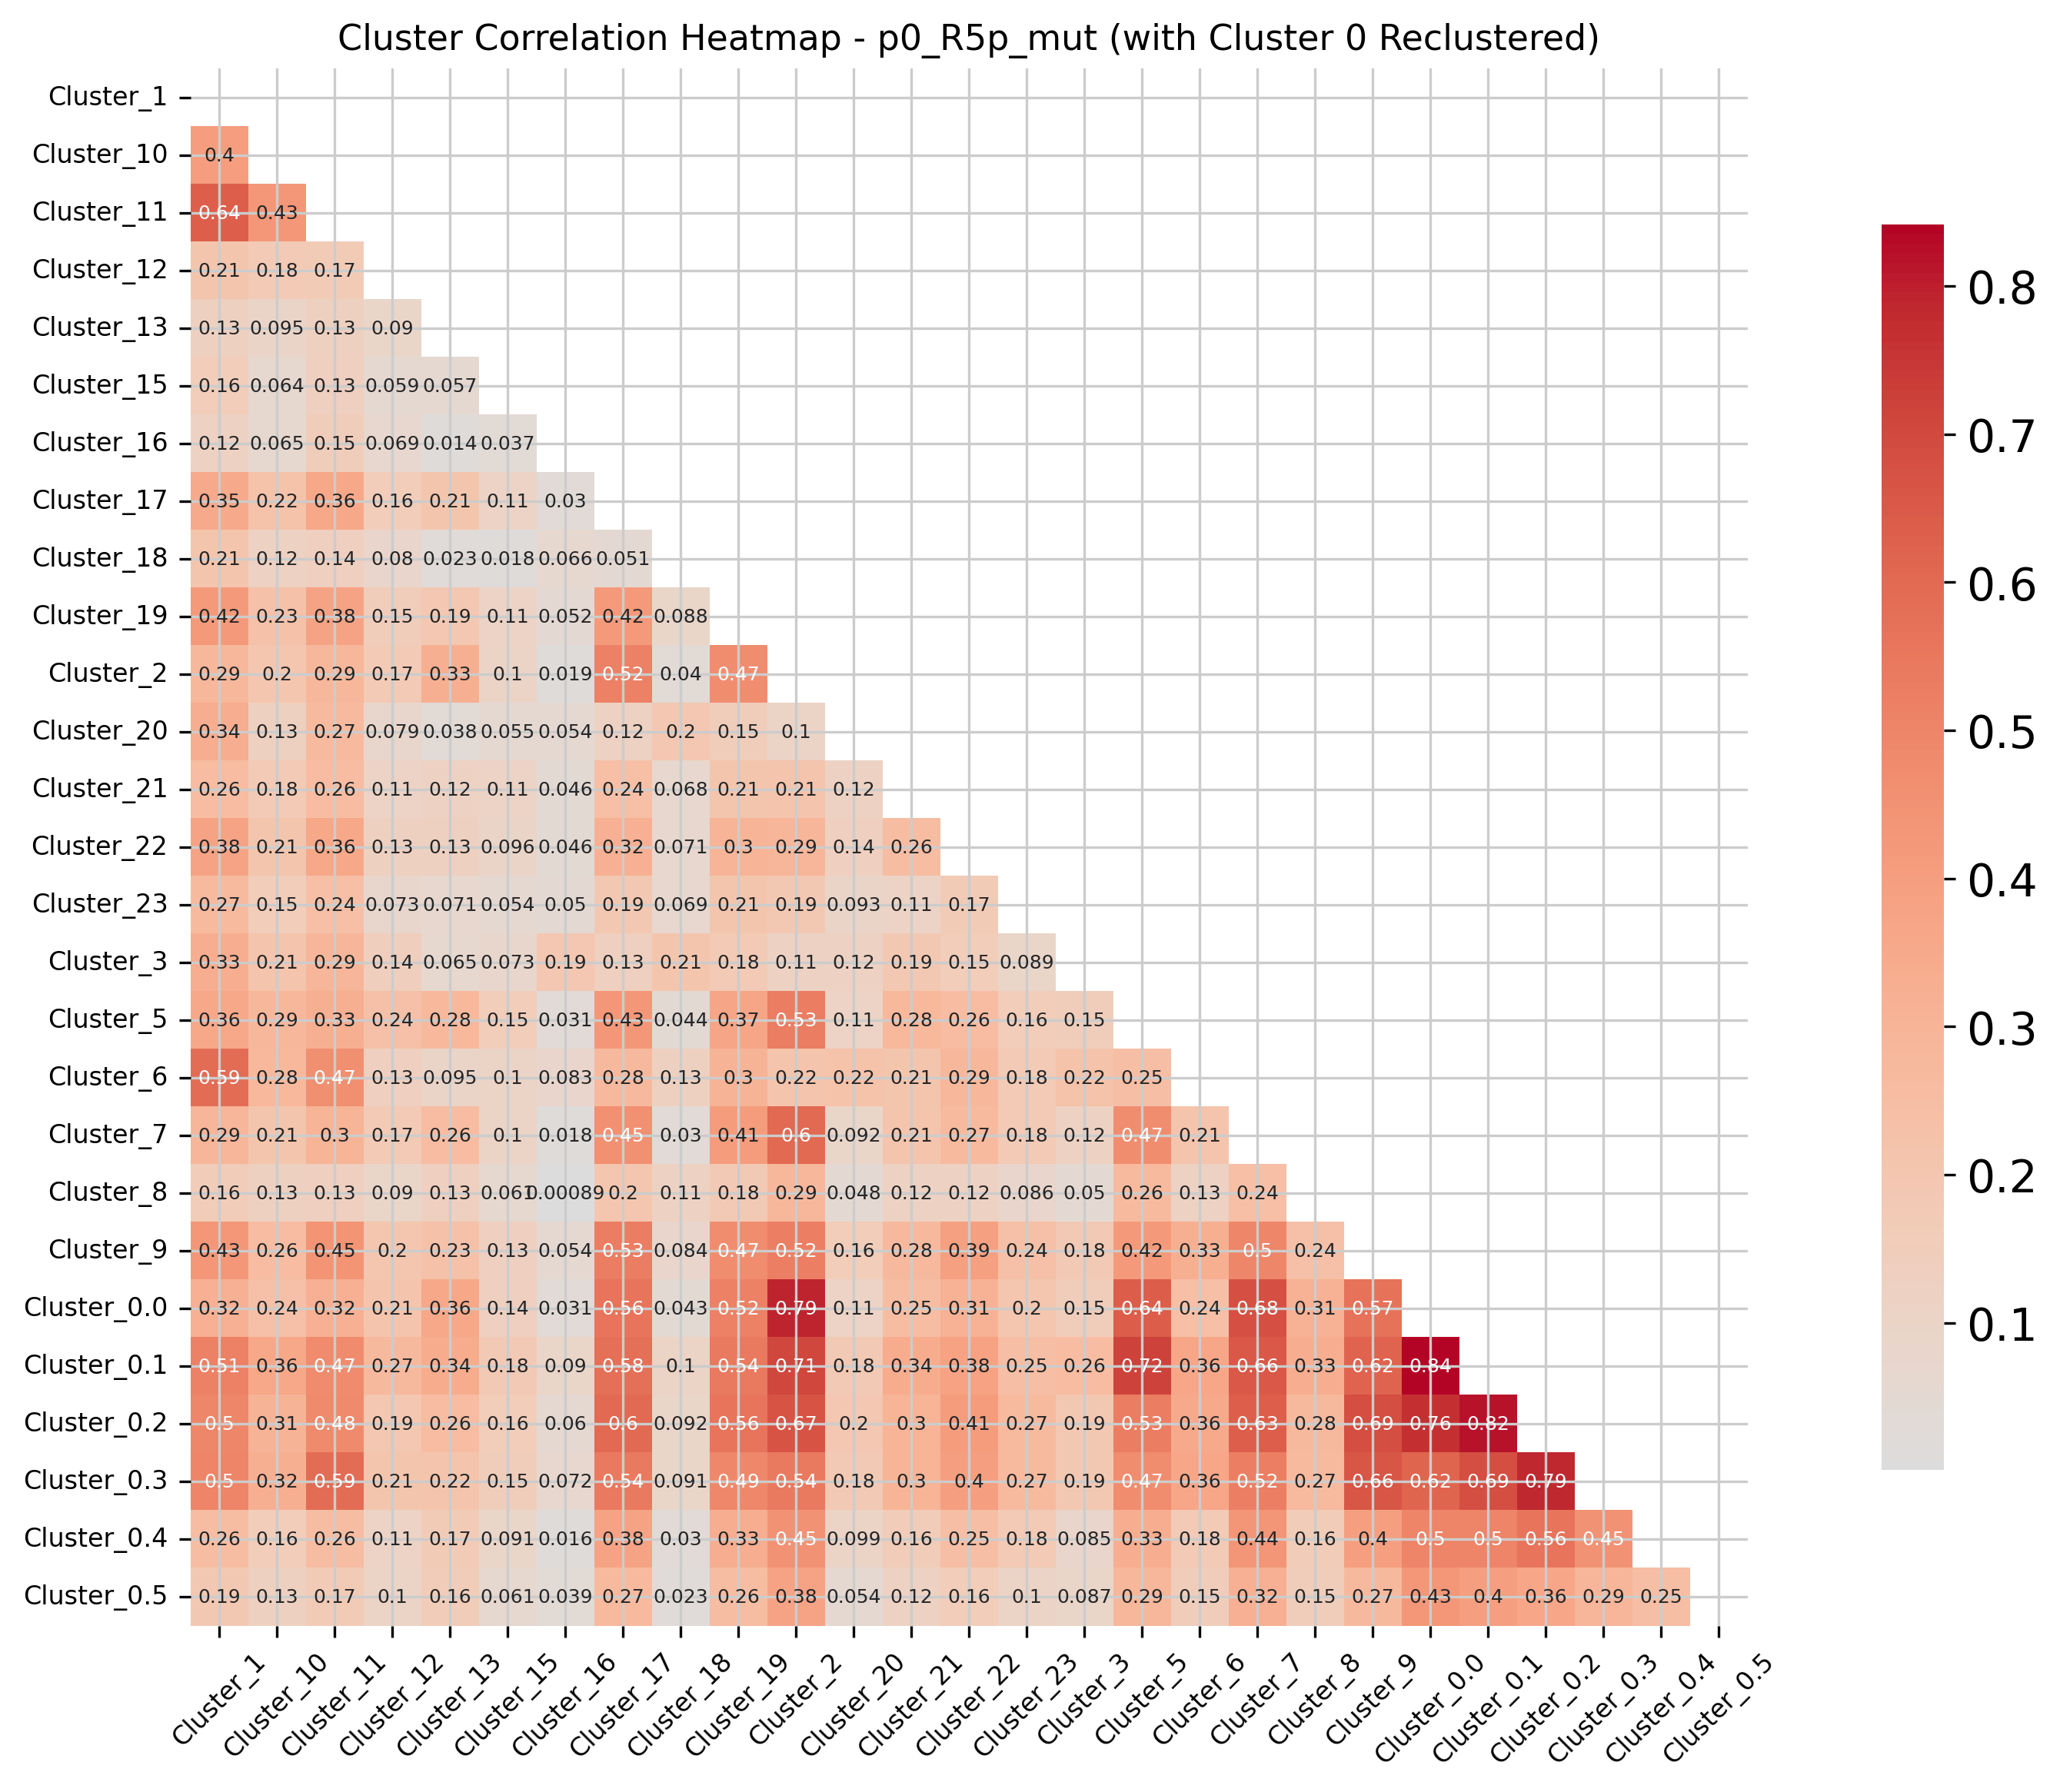 Cluster Correlation Heatmap - p0_R5p_mut (with Cluster 0 Reclustered)
Cluster_1
Cluster_10 0.4
Cluster_11 0.64 0.43
Cluster_12 0.21 0.18 0.17
Cluster_13 0.13 0.095 0.13 0.09
Cluster_15 0.16 0.064 0.13 0.059 0.057
Cluster_16 0.12 0.065 0.15 0.069 0.014 0.037
Cluster_17 0.35 0.22 0.36 0.16 0.21 0.11 0.03
Cluster_18 0.21 0.12 0.14 0.08 0.023 0.018 0.066 0.051
Cluster_19 0.42 0.23 0.38 0.15 0.19 0.11 0.052 0.42 0.088
Cluster_2 0.29 0.2 0.29 0.17 0.33 0.1 0.019 0.52 0.04 0.47
Cluster_20 0.34 0.13 0.27 0.079 0.038 0.055 0.054 0.12 0.2 0.15 0.1
Cluster_21 0.26 0.18 0.26 0.11 0.12 0.11 0.046 0.24 0.068 0.21 0.21 0.12
Cluster_22 0.38 0.21 0.36 0.13 0.13 0.096 0.046 0.32 0.071 0.3 0.29 0.14 0.26
Cluster_23 0.27 0.15 0.24 0.073 0.071 0.054 0.05 0.19 0.069 0.21 0.19 0.093 0.11 0.17
Cluster_3 0.33 0.21 0.29 0.14 0.065 0.073 0.19 0.13 0.21 0.18 0.11 0.12 0.19 0.15 0.089
Cluster_5 0.36 0.29 0.33 0.24 0.28 0.15 0.031 0.43 0.044 0.37 0.53 0.11 0.28 0.26 0.16 0.15
Cluster_6 0.59 0.28 0.47 0.13 0.095 0.1 0.083 0.28 0.13 0.3 0.22 0.22 0.21 0.29 0.18 0.22 0.25
Cluster_7 0.29 0.21 0.3 0.17 0.26 0.1 0.018 0.45 0.03 0.41 0.6 0.092 0.21 0.27 0.18 0.12 0.47 0.21
Cluster_8 0.16 0.13 0.13 0.09 0.13 0.061 0.00089 0.2 0.11 0.18 0.29 0.048 0.12 0.12 0.086 0.05 0.26 0.13 0.24
Cluster_9 0.43 0.26 0.45 0.2 0.23 0.13 0.054 0.53 0.084 0.47 0.52 0.16 0.28 0.39 0.24 0.18 0.42 0.33 0.5 0.24
Cluster_0.0 0.32 0.24 0.32 0.21 0.36 0.14 0.031 0.56 0.043 0.52 0.79 0.11 0.25 0.31 0.2 0.15 0.64 0.24 0.68 0.31 0.57
Cluster_0.1 0.51 0.36 0.47 0.27 0.34 0.18 0.09 0.58 0.1 0.54 0.71 0.18 0.34 0.38 0.25 0.26 0.72 0.36 0.66 0.33 0.62 0.84
Cluster_0.2 0.5 0.31 0.48 0.19 0.26 0.16 0.06 0.6 0.092 0.56 0.67 0.2 0.3 0.41 0.27 0.19 0.53 0.36 0.63 0.28 0.69 0.76 0.82
Cluster_0.3 0.5 0.32 0.59 0.21 0.22 0.15 0.072 0.54 0.091 0.49 0.54 0.18 0.3 0.4 0.27 0.19 0.47 0.36 0.52 0.27 0.66 0.62 0.69 0.79
Cluster_0.4 0.26 0.16 0.26 0.11 0.17 0.091 0.016 0.38 0.03 0.33 0.45 0.099 0.16 0.25 0.18 0.085 0.33 0.18 0.44 0.16 0.4 0.5 0.5 0.56 0.45
Cluster_0.5 0.19 0.13 0.17 0.1 0.16 0.061 0.039 0.27 0.023 0.26 0.38 0.054 0.12 0.16 0.1 0.087 0.29 0.15 0.32 0.15 0.27 0.43 0.4 0.36 0.29 0.25
Cluster_1 Cluster_10 Cluster_11 Cluster_12 Cluster_13 Cluster_15 Cluster_16 Cluster_17 Cluster_18 Cluster_19 Cluster_2 Cluster_20 Cluster_21 Cluster_22 Cluster_23 Cluster_3 Cluster_5 Cluster_6 Cluster_7 Cluster_8 Cluster_9 Cluster_0.0 Cluster_0.1 Cluster_0.2 Cluster_0.3 Cluster_0.4 Cluster_0.5
0.8
0.7
0.6
0.5
0.4
0.3
0.2
0.1